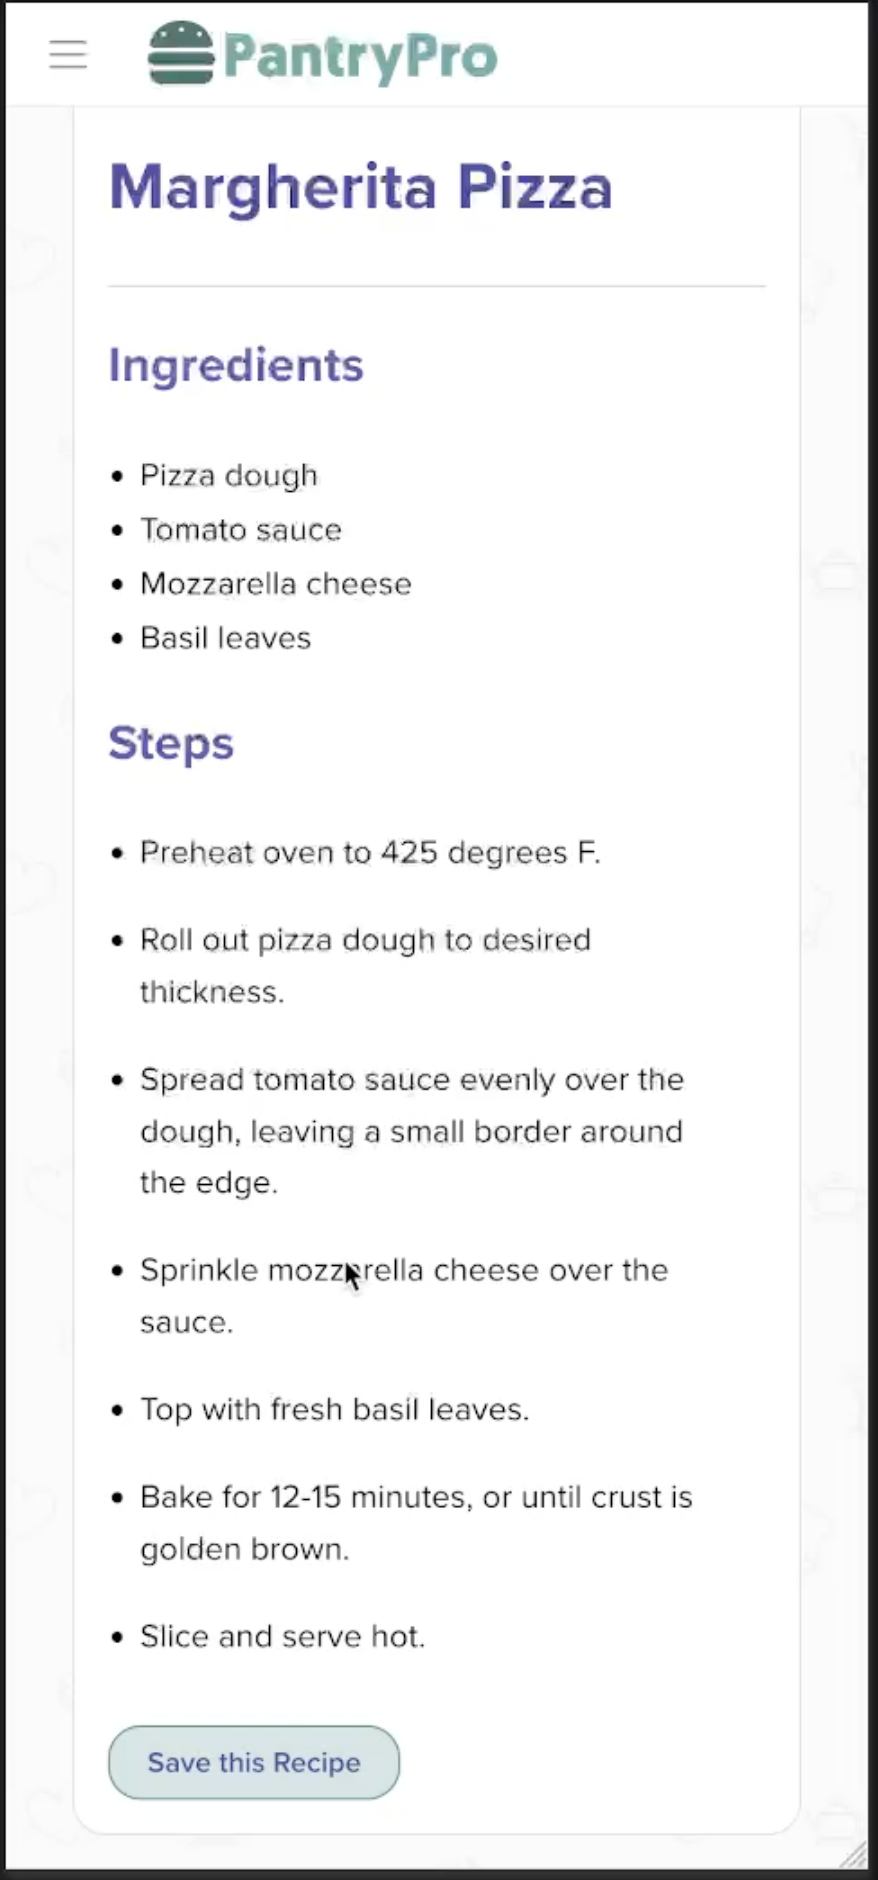 PantryPro
Margherita Pizza
Ingredients
• Pizza dough
• Tomato sauce
• Mozzarella cheese
• Basil leaves
Steps
• Preheat oven to 425 degrees F.
• Roll out pizza dough to desired
thickness.
• Spread tomato sauce evenly over the
dough, leaving a small border around
the edge.
• Sprinkle mozzarella cheese over the
sauce.
• Top with fresh basil leaves.
• Bake for 12-15 minutes, or until crust is
golden brown.
• Slice and serve hot.
Save this Recipe